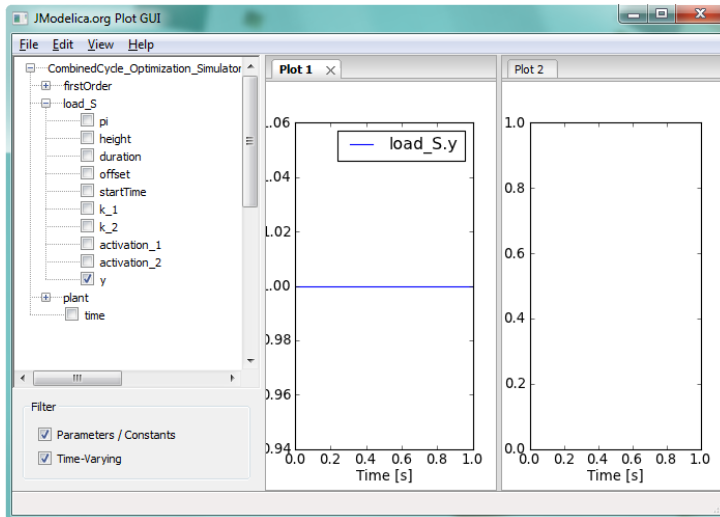 JModelica.org Plot GUI
File Edit View Help
CombinedCycle_Optimization_Simulator
firstOrder
load_S
pi
height
duration
offset
startTime
k_1
k_2
activation_1
activation_2
y
plant
time
Filter
Parameters / Constants
Time-Varying
Plot 1
load_S.y
1.06
1.04
1.02
1.00
0.98
0.96
0.94
0.0 0.2 0.4 0.6 0.8 1.0
Time [s]
Plot 2
1.0
0.8
0.6
0.4
0.2
0.0
0.0 0.2 0.4 0.6 0.8 1.0
Time [s]